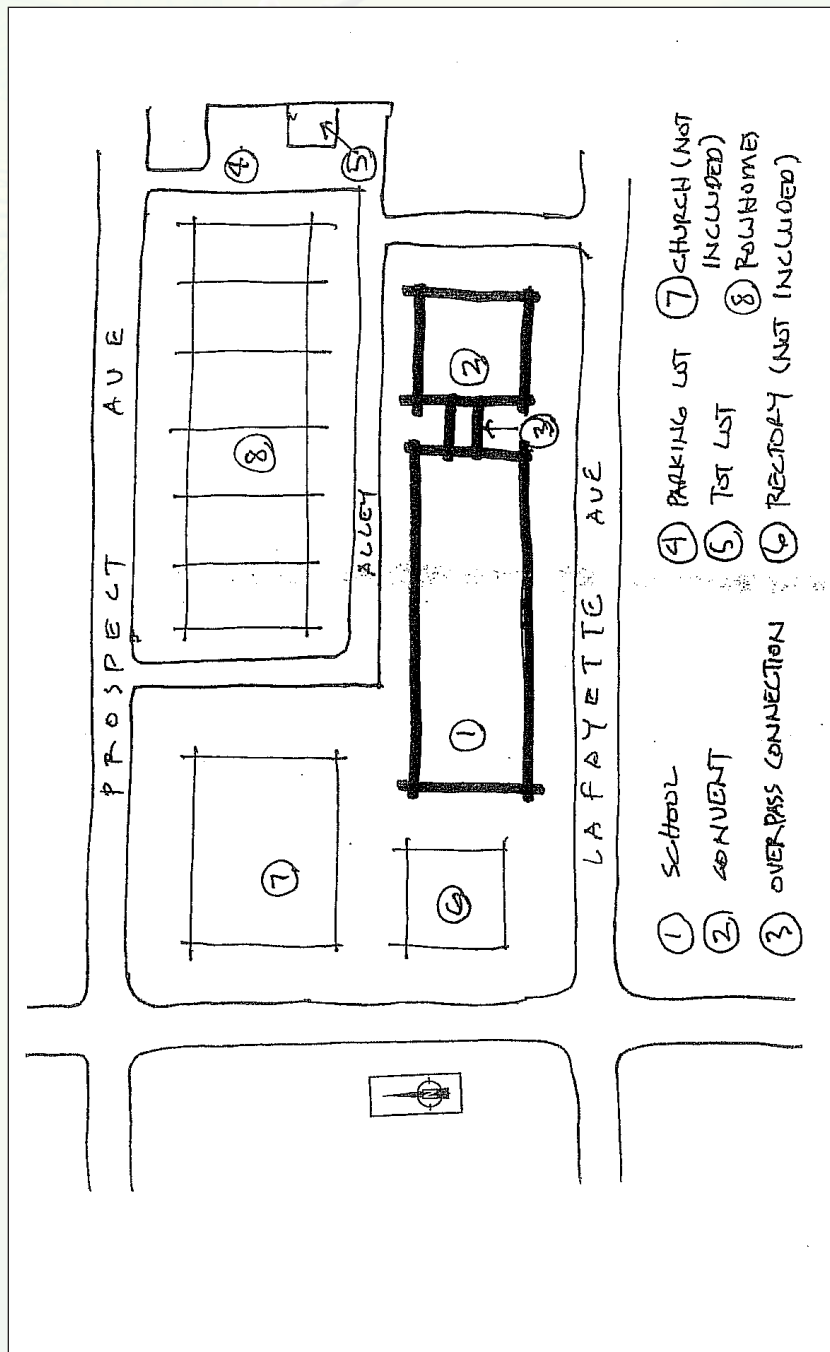 PROSPECT AVE
4
5
8
ALLEY
2
3
7
1
6
N
LAFAYETTE AVE
1 SCHOOL
2 CONVENT
3 OVERPASS CONNECTION
4 PARKING LOT
5 TOT LOT
6 RECTORY (NOT INCLUDED)
7 CHURCH (NOT
INCLUDED)
8 ROWHOMES